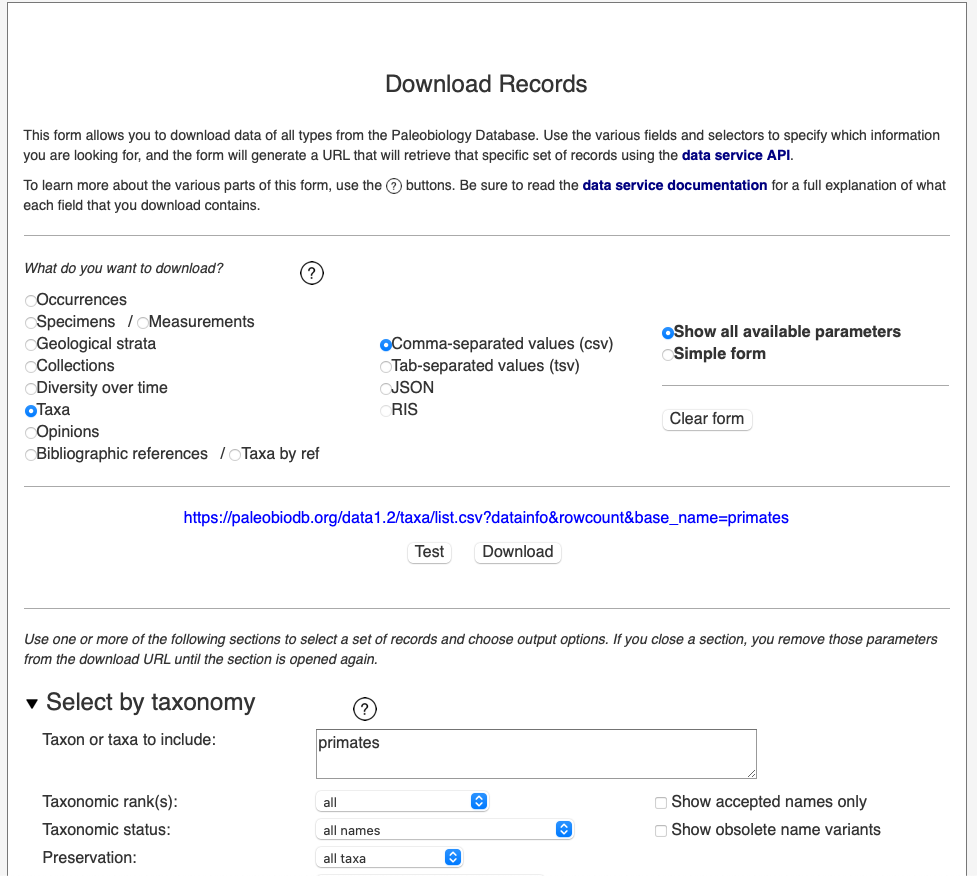 Download Records
This form allows you to download data of all types from the Paleobiology Database. Use the various fields and selectors to specify which information
you are looking for, and the form will generate a URL that will retrieve that specific set of records using the data service API.
To learn more about the various parts of this form, use the ? buttons. Be sure to read the data service documentation for a full explanation of what
each field that you download contains.
What do you want to download? ?
Occurrences
Specimens / Measurements
Geological strata
Collections
Diversity over time
Taxa
Opinions
Bibliographic references / Taxa by ref
Comma-separated values (csv)
Tab-separated values (tsv)
JSON
RIS
Show all available parameters
Simple form
Clear form
https://paleobiodb.org/data1.2/taxa/list.csv?datainfo&rowcount&base_name=primates
Test Download
Use one or more of the following sections to select a set of records and choose output options. If you close a section, you remove those parameters
from the download URL until the section is opened again.
▼ Select by taxonomy ?
Taxon or taxa to include: primates
Taxonomic rank(s): all Show accepted names only
Taxonomic status: all names Show obsolete name variants
Preservation: all taxa